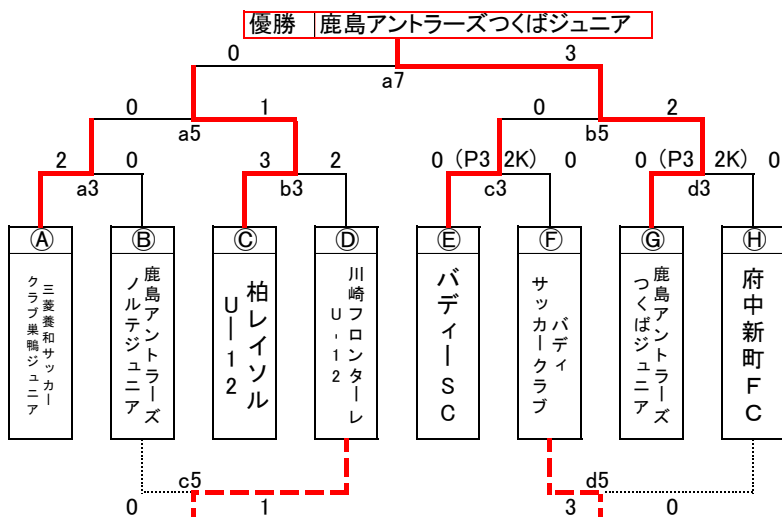 優勝 鹿島アントラーズつくばジュニア
0 3
a7
0 1 0 2
a5 b5
2 0 3 2 0 (P3 2K) 0 0 (P3 2K) 0
a3 b3 c3 d3
Ⓐ Ⓑ Ⓒ Ⓓ Ⓔ Ⓕ Ⓖ Ⓗ
三菱養和サッカー
クラブ巣鴨ジュニア
鹿島アントラーズ
ノルテジュニア
柏レイソル
U-12
川崎フロンターレ
U-12
バディーSC
バディ
サッカークラブ
鹿島アントラーズ
つくばジュニア
府中新町FC
c5 d5
0 1 3 0